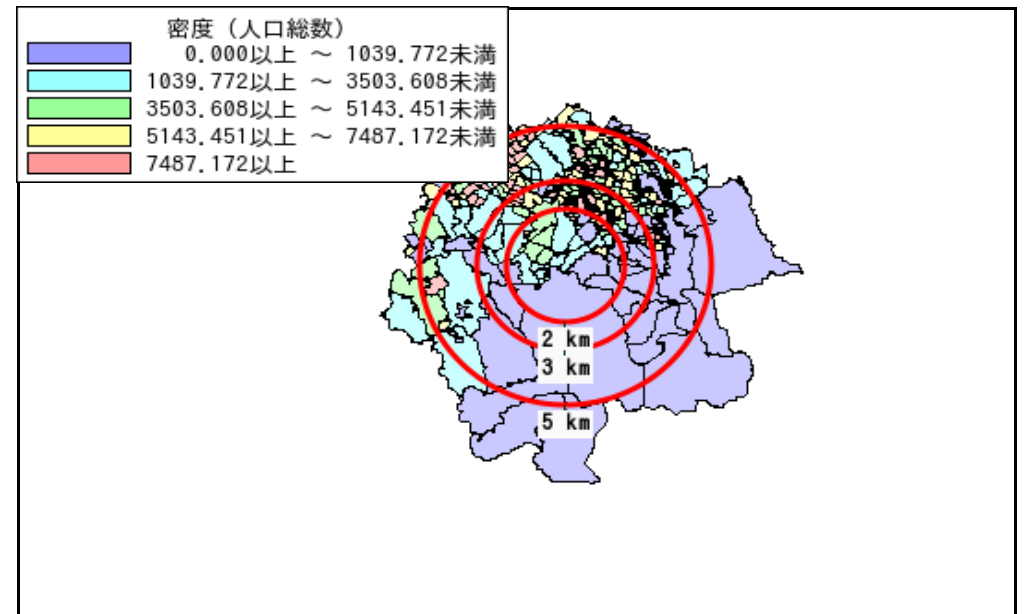 密度（人口総数）
0.000以上 ～ 1039.772未満
1039.772以上 ～ 3503.608未満
3503.608以上 ～ 5143.451未満
5143.451以上 ～ 7487.172未満
7487.172以上
2 km
3 km
5 km